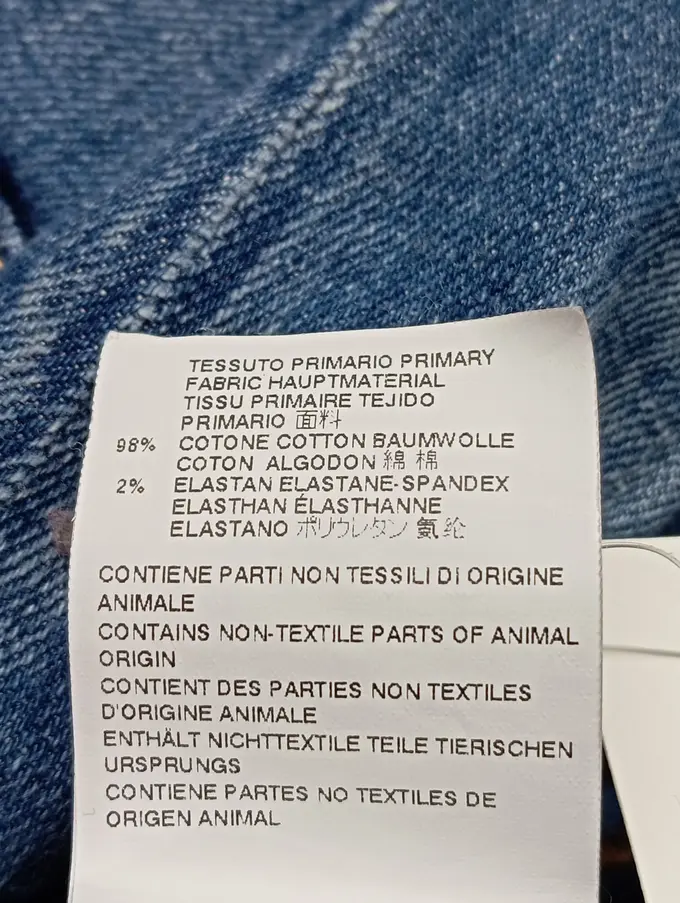 TESSUTO PRIMARIO PRIMARY
FABRIC HAUPTMATERIAL
TISSU PRIMAIRE TEJIDO
PRIMARIO 面料
98% COTONE COTTON BAUMWOLLE
COTON ALGODON 綿 棉
2% ELASTAN ELASTANE-SPANDEX
ELASTHAN ÉLASTHANNE
ELASTANO ポリウレタン 氨纶
CONTIENE PARTI NON TESSILI DI ORIGINE
ANIMALE
CONTAINS NON-TEXTILE PARTS OF ANIMAL
ORIGIN
CONTIENT DES PARTIES NON TEXTILES
D'ORIGINE ANIMALE
ENTHÄLT NICHTTEXTILE TEILE TIERISCHEN
URSPRUNGS
CONTIENE PARTES NO TEXTILES DE
ORIGEN ANIMAL